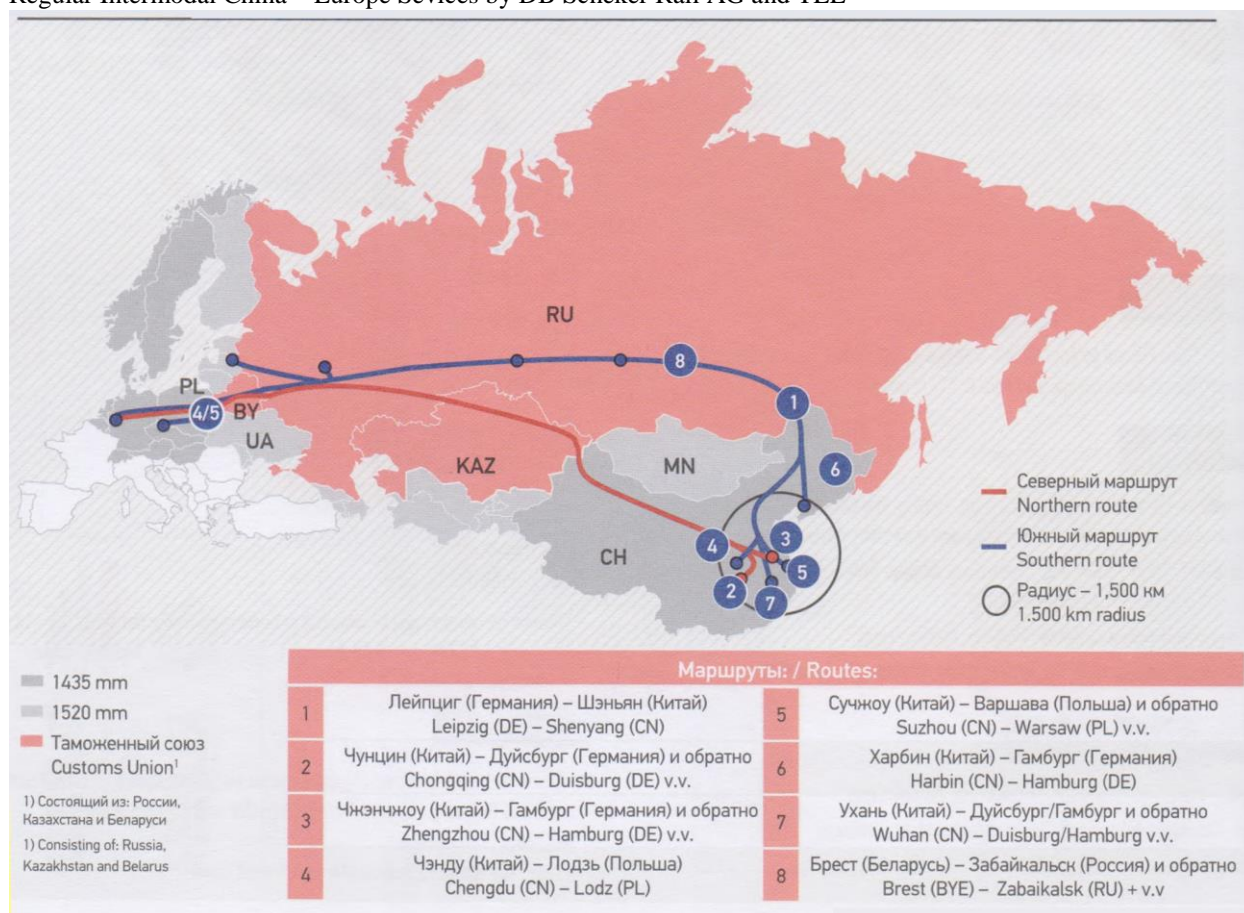 Regular Intermodal China – Europe Sevices by DB Rail AG and
RU
8
1
PL
4/5
BY
UA
KAZ
MN
6
CH
4
3
5
2
7
Северный маршрут
Northern route
Южный маршрут
Southern route
Радиус – 1,500 км
1.500 km radius
1435 mm
1520 mm
Таможенный союз
Customs Union¹
1) Состоящий из: России,
Казахстана и Беларуси
1) Consisting of: Russia,
Kazakhstan and Belarus
Маршруты: / Routes:
1
Лейпциг (Германия) – Шэньян (Китай)
Leipzig (DE) – Shenyang (CN)
2
Чунцин (Китай) – Дуйсбург (Германия) и обратно
Chongqing (CN) – Duisburg (DE) v.v.
3
Чжэнчжоу (Китай) – Гамбург (Германия) и обратно
Zhengzhou (CN) – Hamburg (DE) v.v.
4
Чэнду (Китай) – Лодзь (Польша)
Chengdu (CN) – Lodz (PL)
5
Сучжоу (Китай) – Варшава (Польша) и обратно
Suzhou (CN) – Warsaw (PL) v.v.
6
Харбин (Китай) – Гамбург (Германия)
Harbin (CN) – Hamburg (DE)
7
Ухань (Китай) – Дуйсбург/Гамбург и обратно
Wuhan (CN) – Duisburg/Hamburg v.v.
8
Брест (Беларусь) – Забайкальск (Россия) и обратно
Brest (BYE) – Zabaikalsk (RU) + v.v